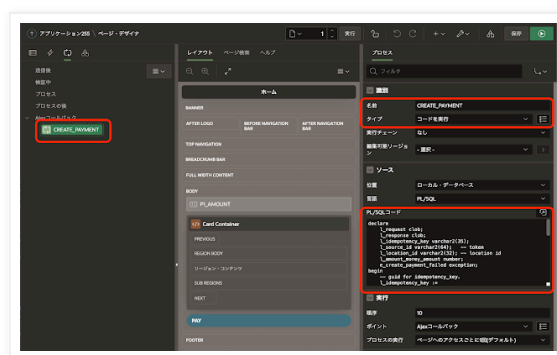 アプリケーション255 \ ページ・デザイナ
1
実行
保存
レイアウト
ページ検索
ヘルプ
プロセス
送信後
検証中
プロセス
プロセスの後
Ajaxコールバック
CREATE_PAYMENT
ホーム
BANNER
AFTER LOGO
BEFORE NAVIGATION BAR
AFTER NAVIGATION BAR
TOP NAVIGATION
BREADCRUMB BAR
FULL WIDTH CONTENT
BODY
P1_AMOUNT
Card Container
PREVIOUS
REGION BODY
リージョン・コンテンツ
SUB REGIONS
NEXT
PAY
FOOTER
フィルタ
識別
名前 CREATE_PAYMENT
タイプ コードを実行
実行チェーン なし
編集可能リージョン - 選択 -
ソース
位置 ローカル・データベース
言語 PL/SQL
PL/SQLコード
declare
l_request clob;
l_response clob;
l_idempotency_key varchar2(35);
l_source_id varchar2(64); -- token
l_location_id varchar2(32); -- location id
l_amount_money_amount number;
e_create_payment_failed exception;
begin
-- guid for idempotency_key.
l_idempotency_key :=
実行
順序 10
ポイント Ajaxコールバック
プロセスの実行 ページへのアクセスごとに1回(デフォルト)